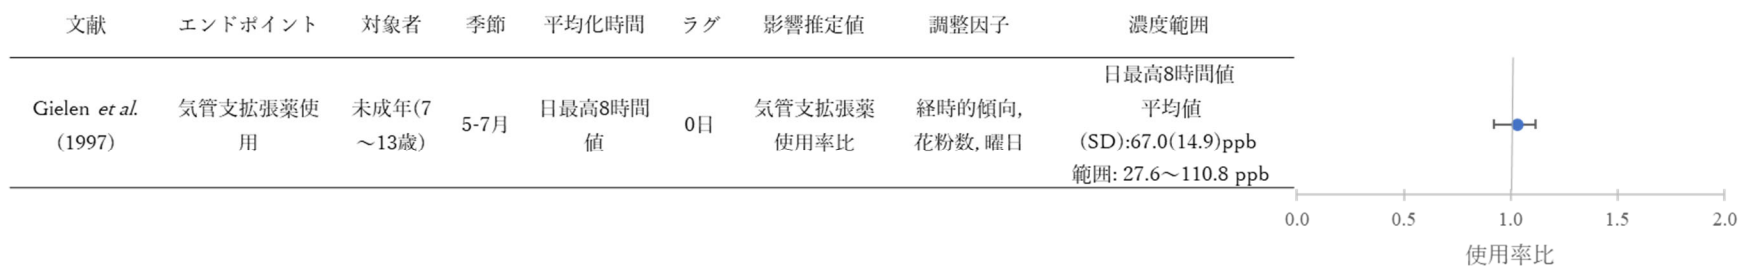 文献 エンドポイント 対象者 季節 平均化時間 ラグ 影響推定値 調整因子 濃度範囲
Gielen et al. (1997)
気管支拡張薬使用
未成年(7～13歳)
5-7月
日最高8時間値
0日
気管支拡張薬使用率比
経時的傾向, 花粉数, 曜日
日最高8時間値
平均値
(SD):67.0(14.9)ppb
範囲: 27.6～110.8 ppb
0.0 0.5 1.0 1.5 2.0
使用率比